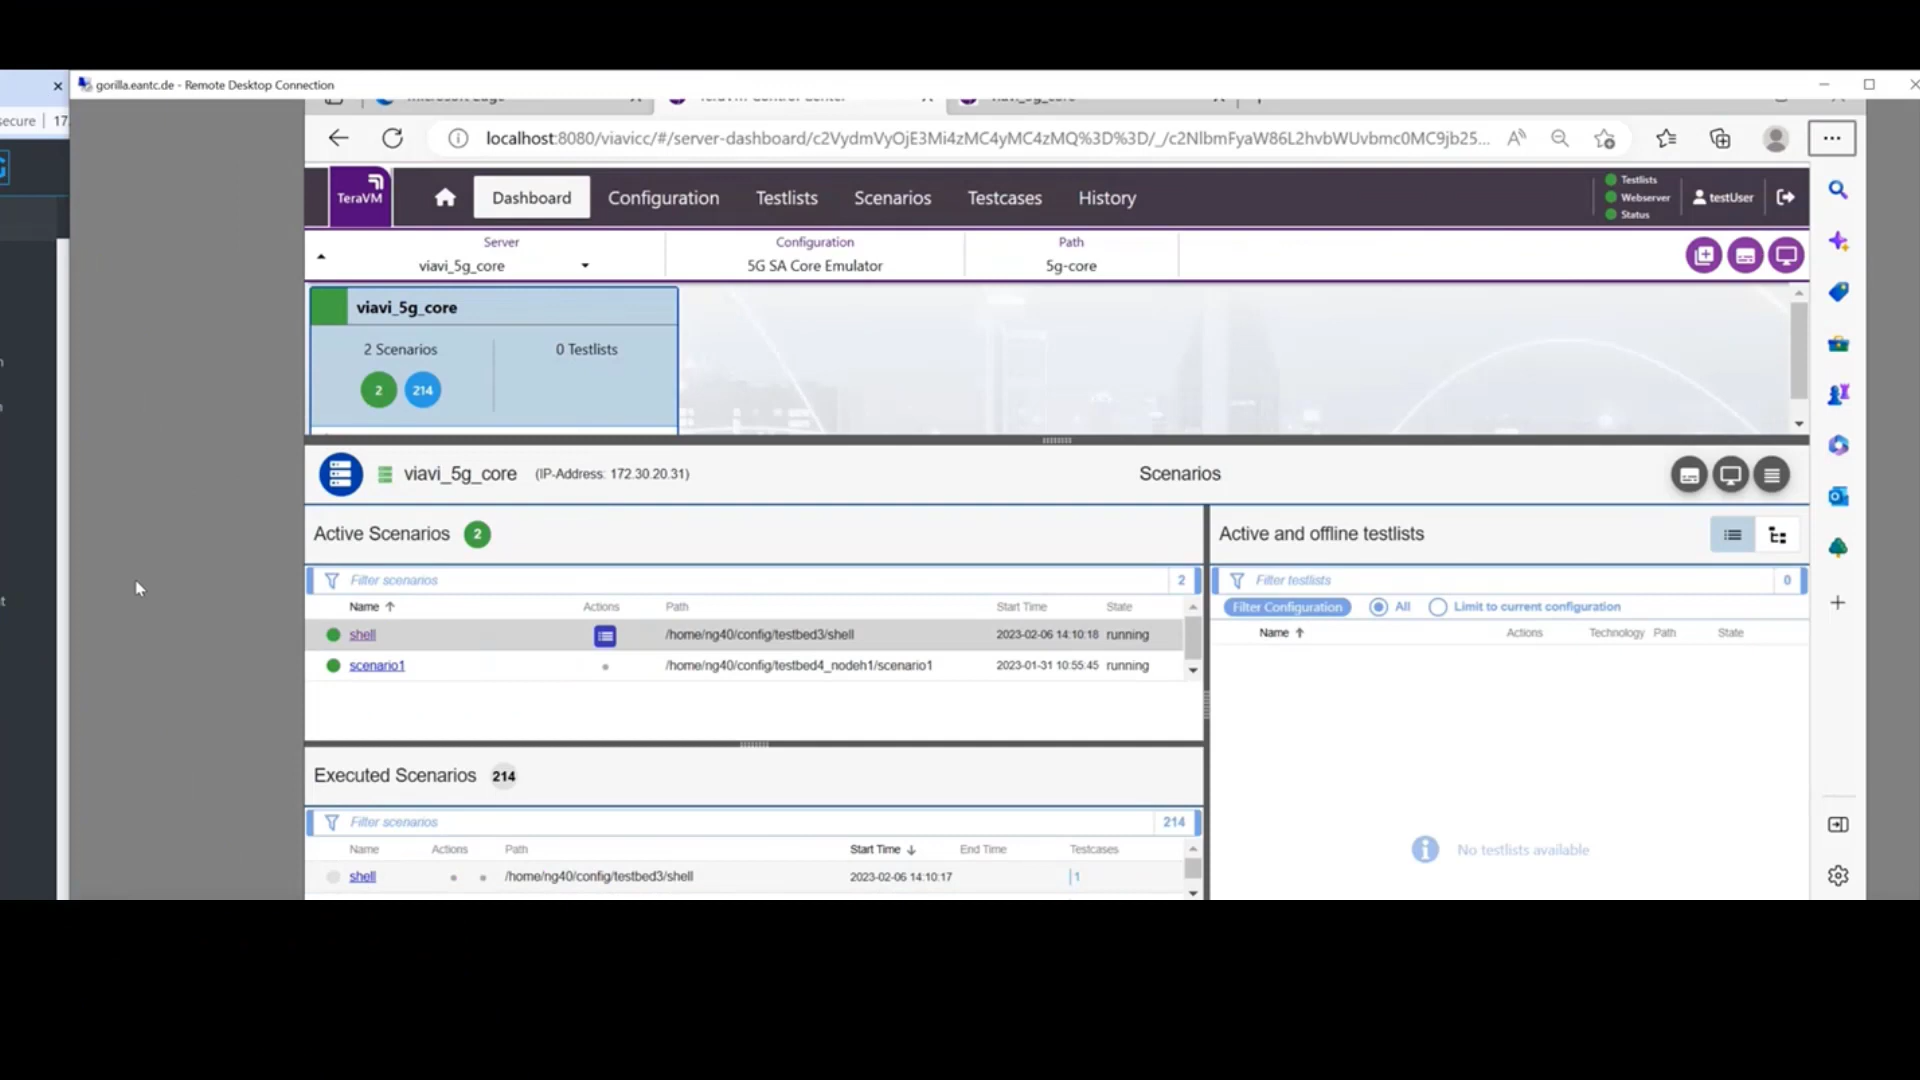 gorilla.eantc.de - Remote Desktop Connection
ecure | 17
localhost:8080/viavicc/#/server-dashboard/c2VydmVyOjE3Mi4zMC4yMC4zMQ%3D%3D/_/c2NlbmFyaW86L2hvbWUvbmc0MC9jb25...
TeraVM
Dashboard
Configuration
Testlists
Scenarios
Testcases
History
Testlists
Webserver
Status
testUser
Server
viavi_5g_core
Configuration
5G SA Core Emulator
Path
5g-core
viavi_5g_core
2 Scenarios
0 Testlists
2
214
viavi_5g_core (IP-Address: 172.30.20.31)
Scenarios
Active Scenarios 2
Filter scenarios 2
Name Actions Path Start Time State
shell /home/ng40/config/testbed3/shell 2023-02-06 14:10:18 running
scenario1 /home/ng40/config/testbed4_nodeh1/scenario1 2023-01-31 10:55:45 running
Executed Scenarios 214
Filter scenarios 214
Name Actions Path Start Time End Time Testcases
shell /home/ng40/config/testbed3/shell 2023-02-06 14:10:17 1
Active and offline testlists
Filter testlists 0
Filter Configuration All Limit to current configuration
Name Actions Technology Path State
No testlists available